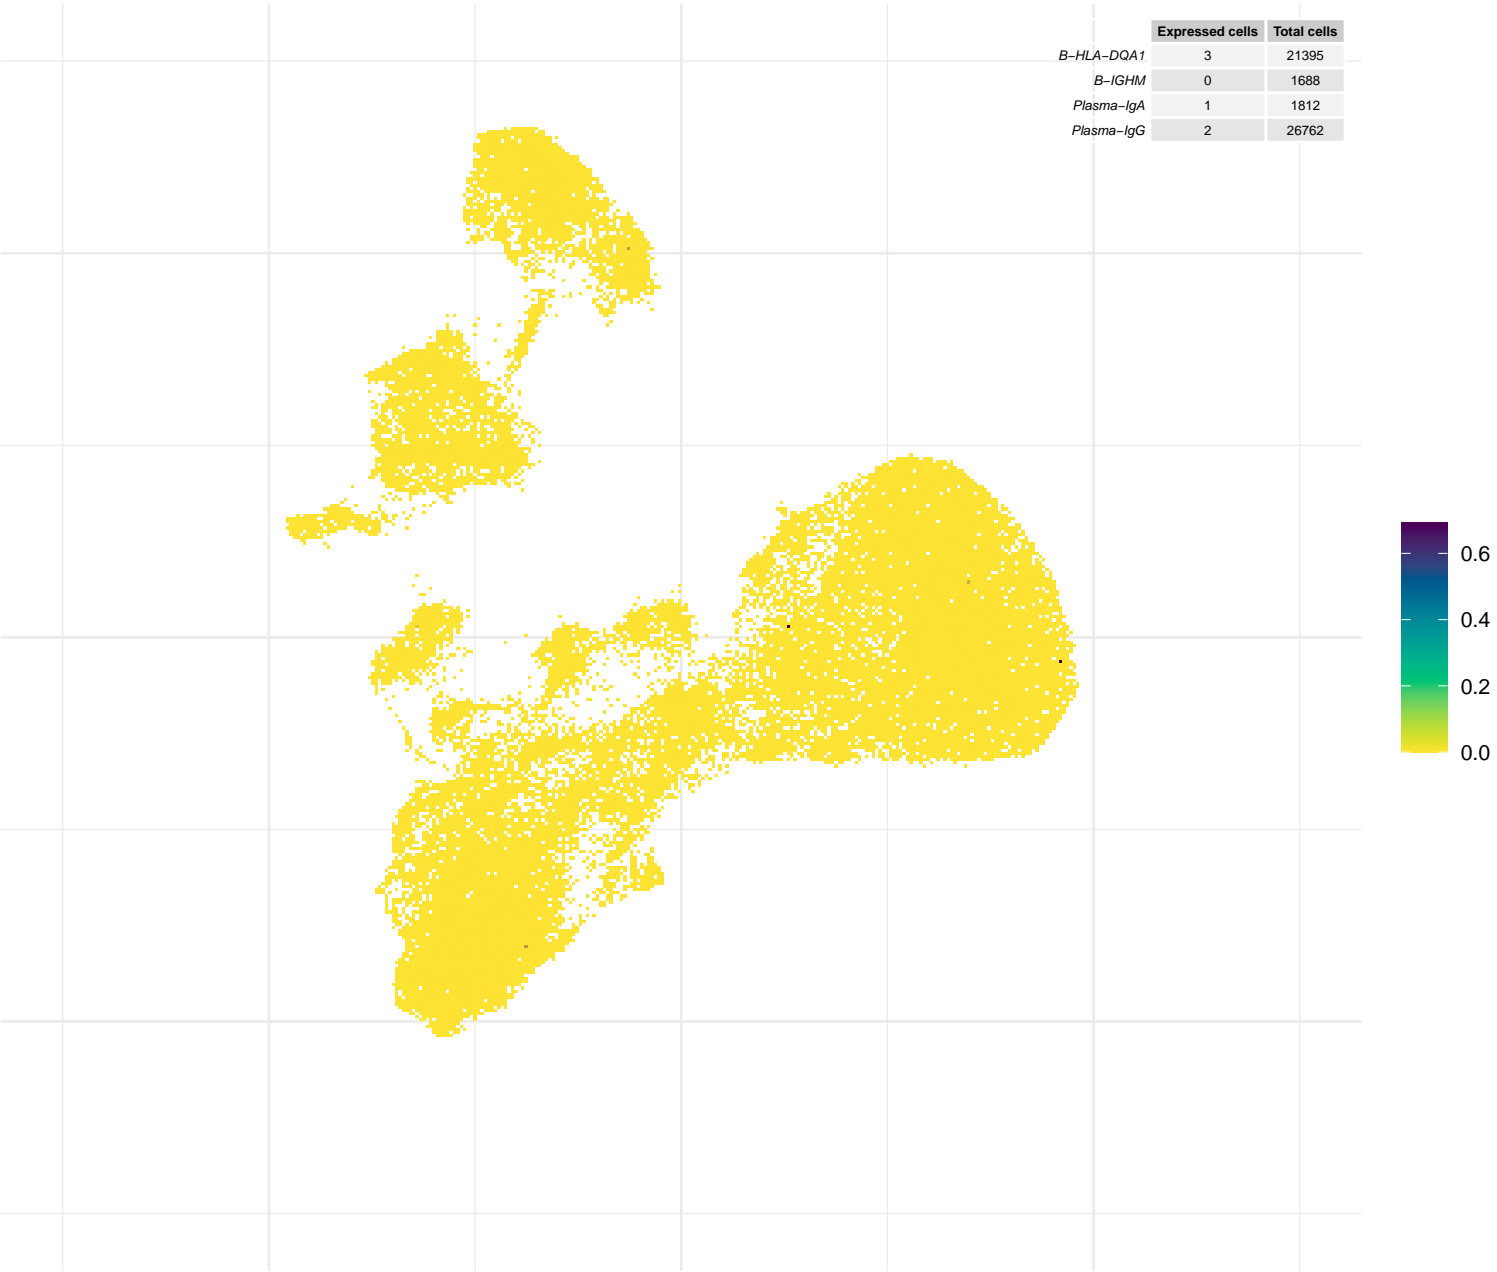 Expressed cells Total cells
B−HLA−DQA1 3 21395
B−IGHM 0 1688
Plasma−IgA 1 1812
Plasma−IgG 2 26762
0.6
0.4
0.2
0.0